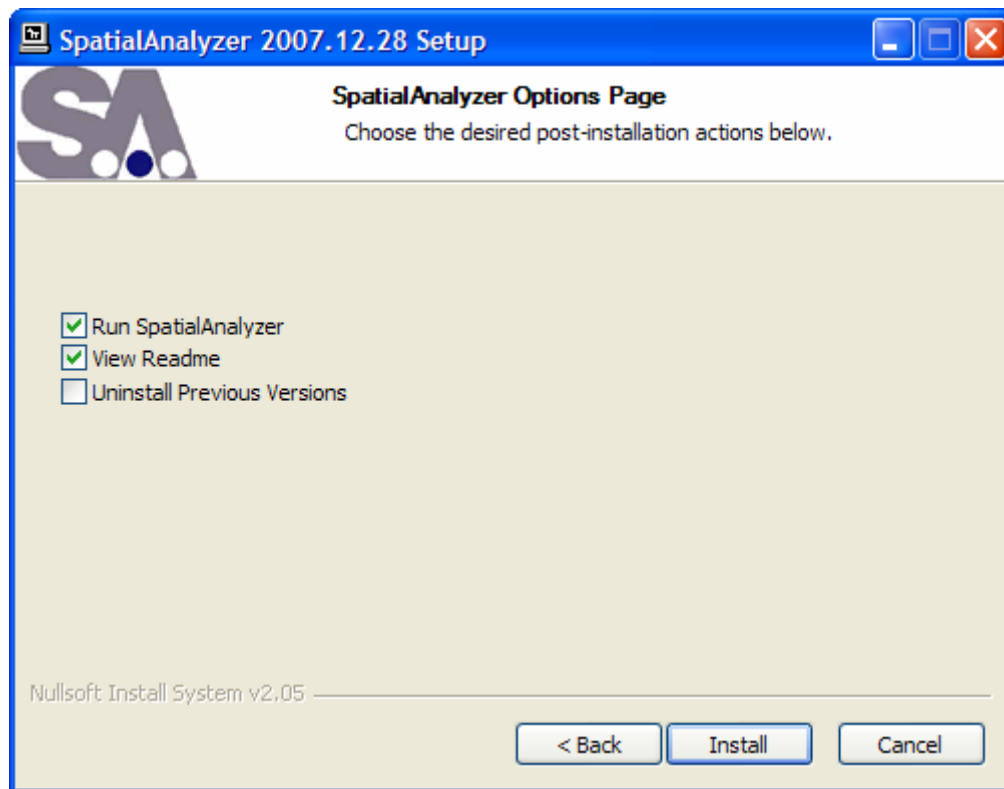 SpatialAnalyzer 2007.12.28 Setup
SA
SpatialAnalyzer Options Page
Choose the desired post-installation actions below.
Run SpatialAnalyzer
View Readme
Uninstall Previous Versions
Nullsoft Install System v2.05
< Back
Install
Cancel